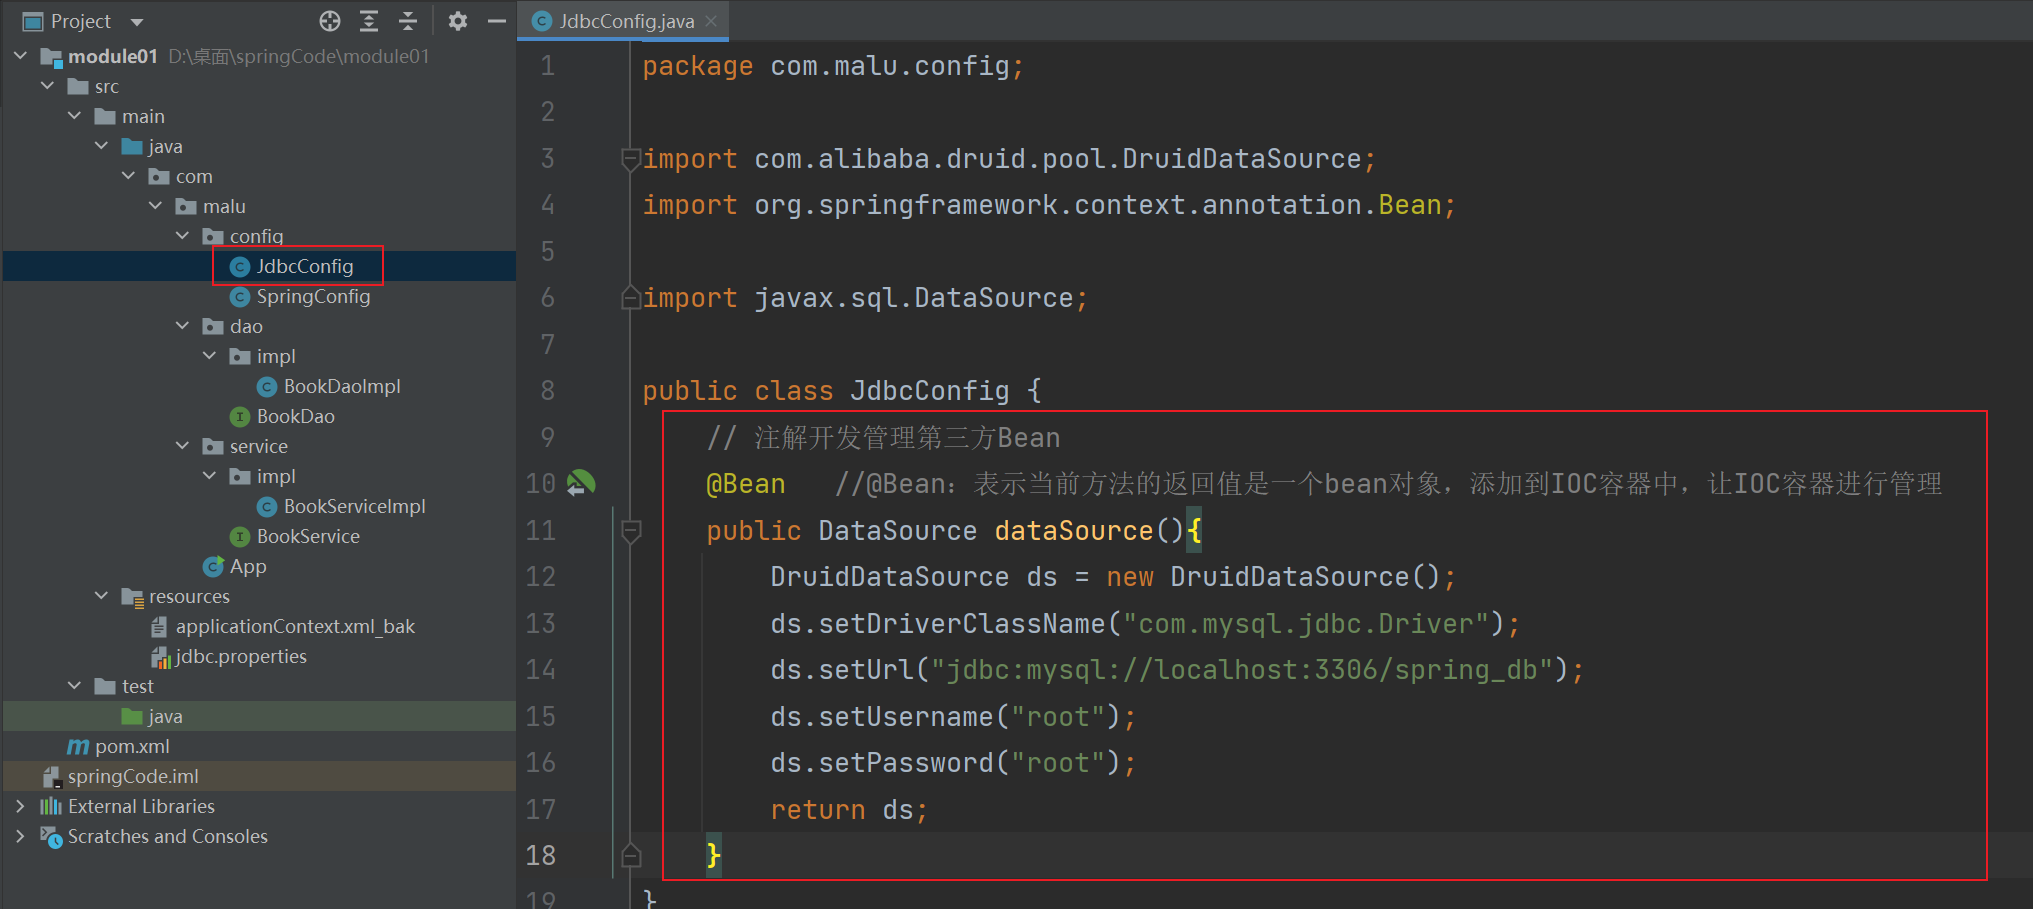 Project
module01 D:\桌面\springCode\module01
src
main
java
com
malu
config
JdbcConfig
SpringConfig
dao
impl
BookDaoImpl
BookDao
service
impl
BookServiceImpl
BookService
App
resources
applicationContext.xml_bak
jdbc.properties
test
java
pom.xml
springCode.iml
External Libraries
Scratches and Consoles
JdbcConfig.java
1 package com.malu.config;
2
3 import com.alibaba.druid.pool.DruidDataSource;
4 import org.springframework.context.annotation.Bean;
5
6 import javax.sql.DataSource;
7
8 public class JdbcConfig {
9 // 注解开发管理第三方Bean
10 @Bean //@Bean：表示当前方法的返回值是一个bean对象，添加到IOC容器中，让IOC容器进行管理
11 public DataSource dataSource(){
12 DruidDataSource ds = new DruidDataSource();
13 ds.setDriverClassName("com.mysql.jdbc.Driver");
14 ds.setUrl("jdbc:mysql://localhost:3306/spring_db");
15 ds.setUsername("root");
16 ds.setPassword("root");
17 return ds;
18 }
19 }